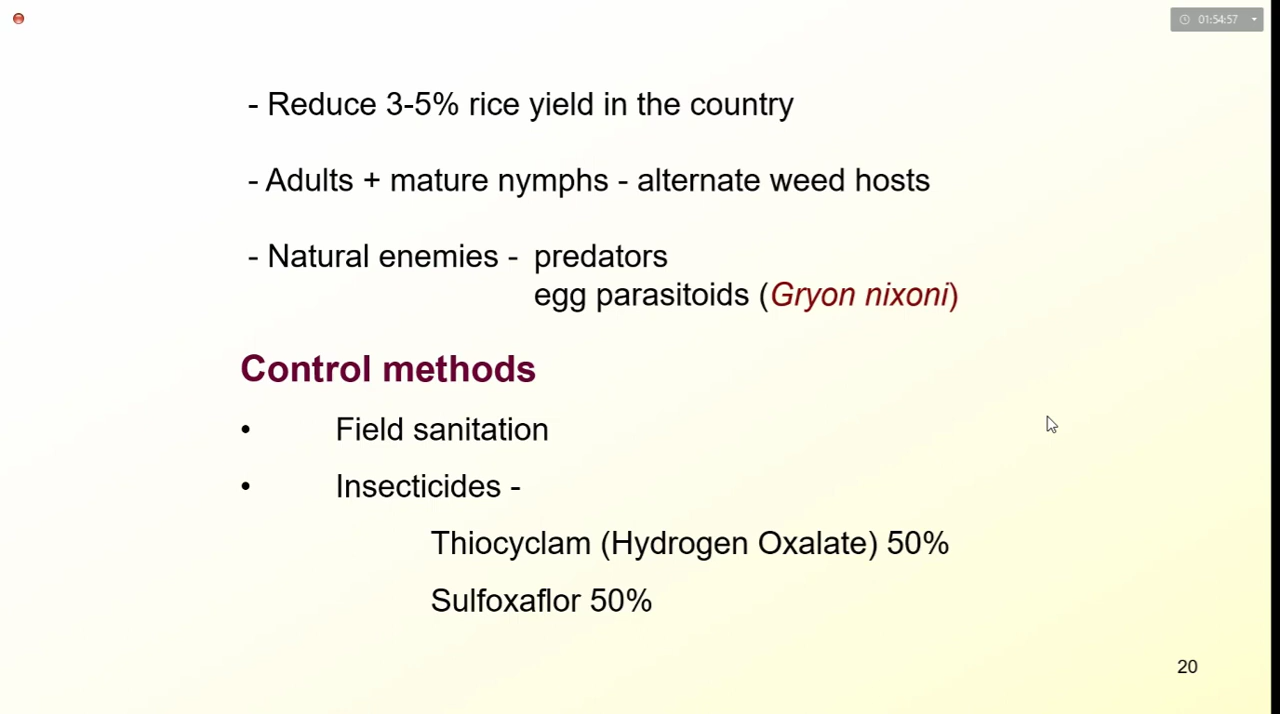 01:54:57
- Reduce 3-5% rice yield in the country
- Adults + mature nymphs - alternate weed hosts
- Natural enemies - predators
egg parasitoids (Gryon nixoni)
Control methods
• Field sanitation
• Insecticides -
Thiocyclam (Hydrogen Oxalate) 50%
Sulfoxaflor 50%
20